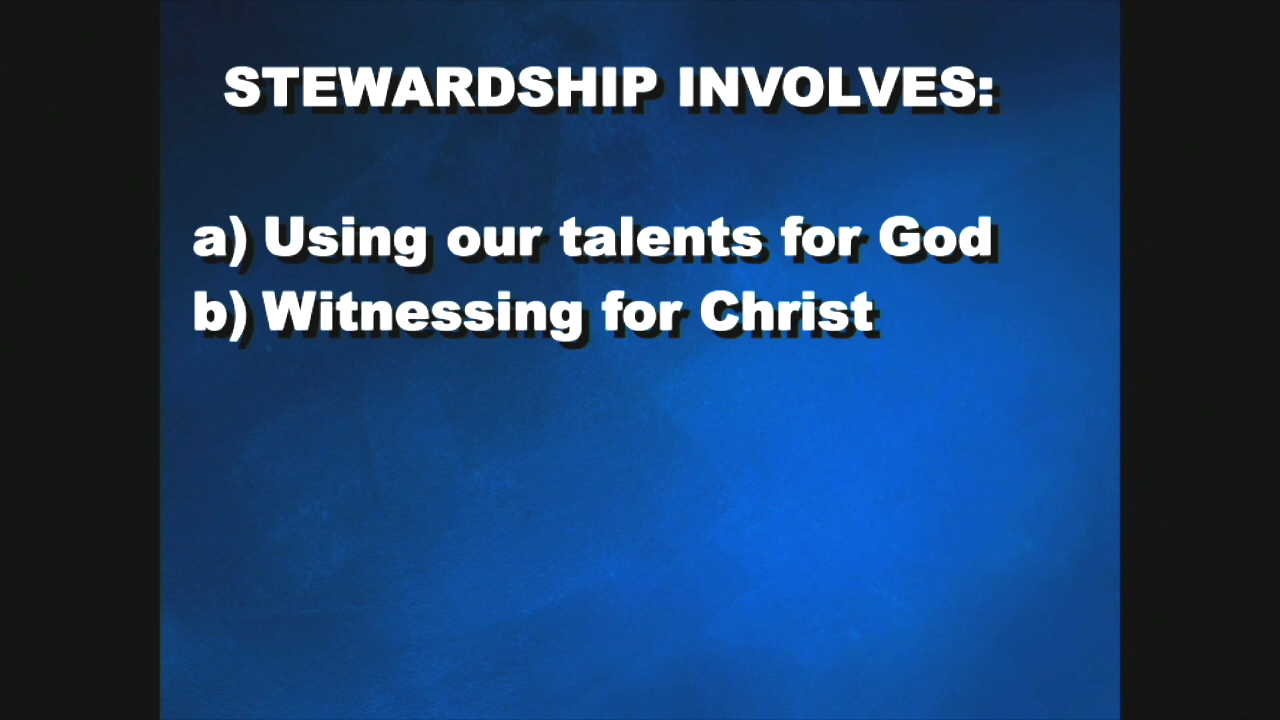 STEWARDSHIP INVOLVES:
a) Using our talents for God
b) Witnessing for Christ